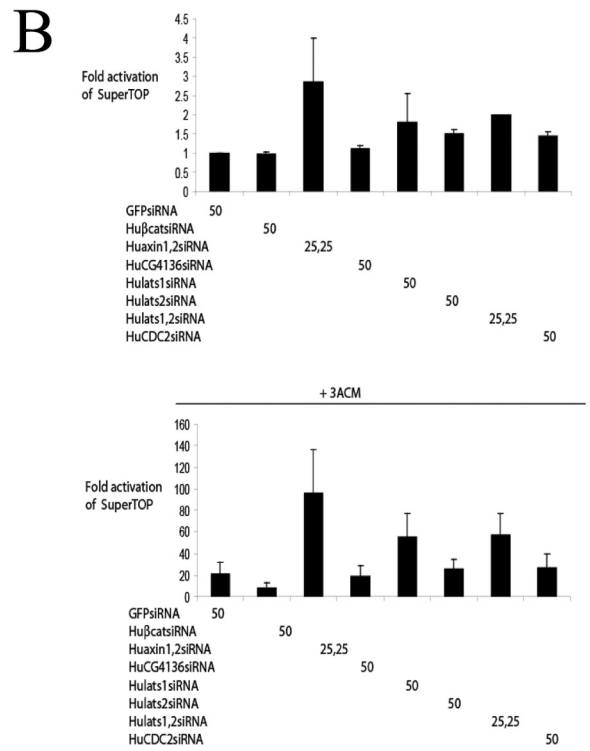 B
Fold activation
of SuperTOP
4.5
4
3.5
3
2.5
2
1.5
1
0.5
0
GFPsiRNA 50
HuβcatsiRNA 50
Huaxin1,2siRNA 25,25
HuCG4136siRNA 50
Hulats1siRNA 50
Hulats2siRNA 50
Hulats1,2siRNA 25,25
HuCDC2siRNA 50
+ 3ACM
Fold activation
of SuperTOP
160
140
120
100
80
60
40
20
0
GFPsiRNA 50
HuβcatsiRNA 50
Huaxin1,2siRNA 25,25
HuCG4136siRNA 50
Hulats1siRNA 50
Hulats2siRNA 50
Hulats1,2siRNA 25,25
HuCDC2siRNA 50